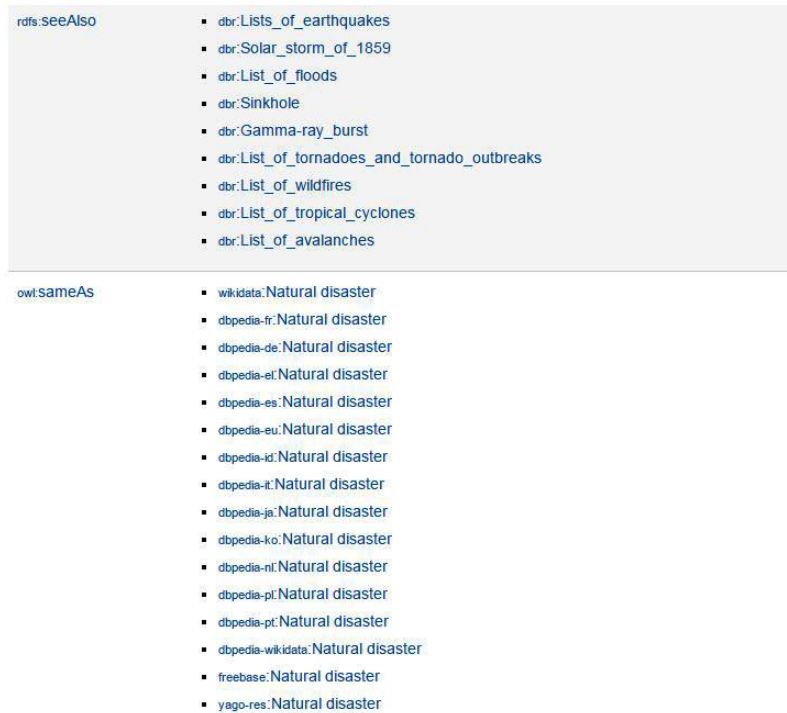 rdfs:seeAlso
dbr:Lists_of_earthquakes
dbr:Solar_storm_of_1859
dbr:List_of_floods
dbr:Sinkhole
dbr:Gamma-ray_burst
dbr:List_of_tornadoes_and_tornado_outbreaks
dbr:List_of_wildfires
dbr:List_of_tropical_cyclones
dbr:List_of_avalanches
owl:sameAs
wikidata:Natural disaster
dbpedia-fr:Natural disaster
dbpedia-de:Natural disaster
dbpedia-el:Natural disaster
dbpedia-es:Natural disaster
dbpedia-eu:Natural disaster
dbpedia-id:Natural disaster
dbpedia-it:Natural disaster
dbpedia-ja:Natural disaster
dbpedia-ko:Natural disaster
dbpedia-nl:Natural disaster
dbpedia-pl:Natural disaster
dbpedia-pt:Natural disaster
dbpedia-wikidata:Natural disaster
freebase:Natural disaster
yago-res:Natural disaster